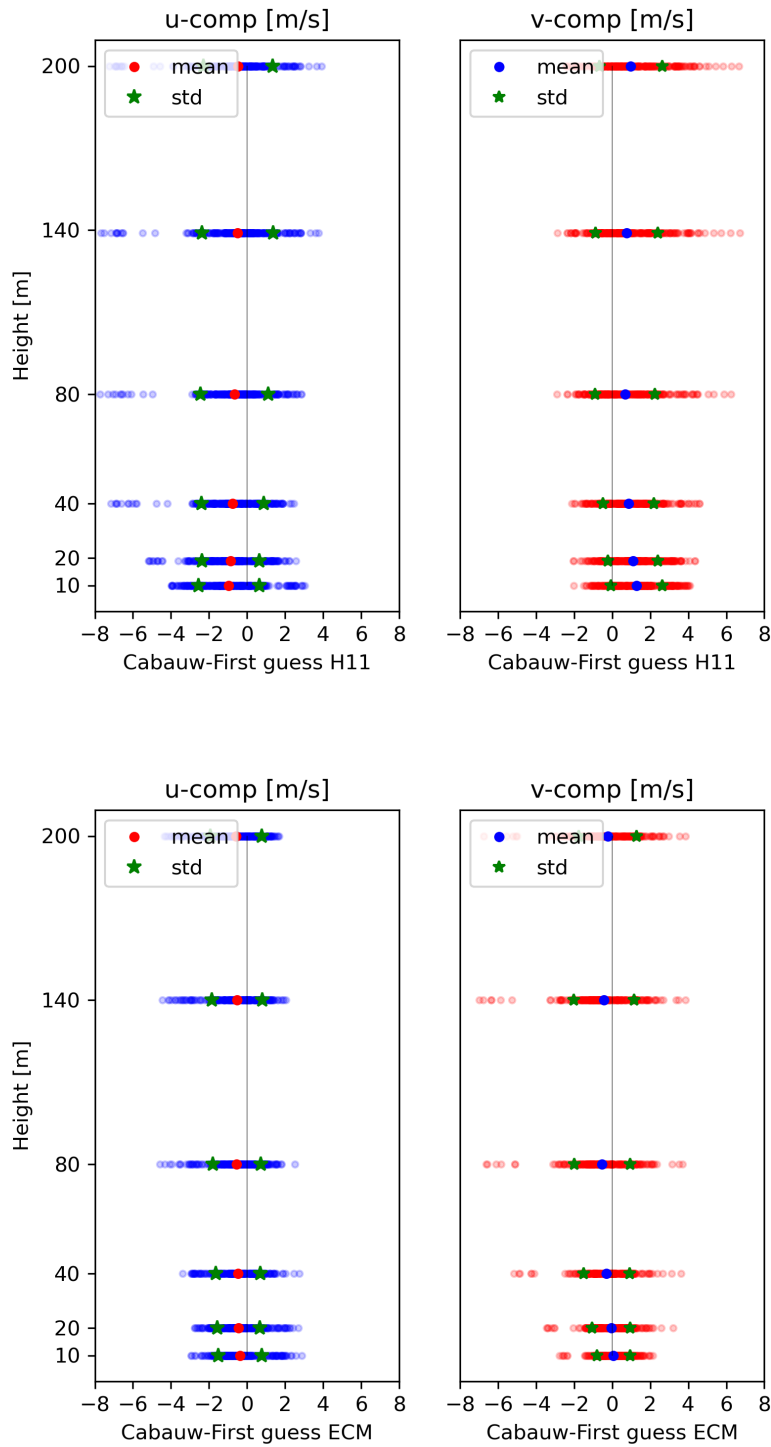 u-comp [m/s]
v-comp [m/s]
Height [m]
200
140
80
40
20
10
mean
std
mean
std
−8 −6 −4 −2 0 2 4 6 8
−8 −6 −4 −2 0 2 4 6 8
Cabauw-First guess H11
Cabauw-First guess H11
u-comp [m/s]
v-comp [m/s]
Height [m]
200
140
80
40
20
10
mean
std
mean
std
−8 −6 −4 −2 0 2 4 6 8
−8 −6 −4 −2 0 2 4 6 8
Cabauw-First guess ECM
Cabauw-First guess ECM